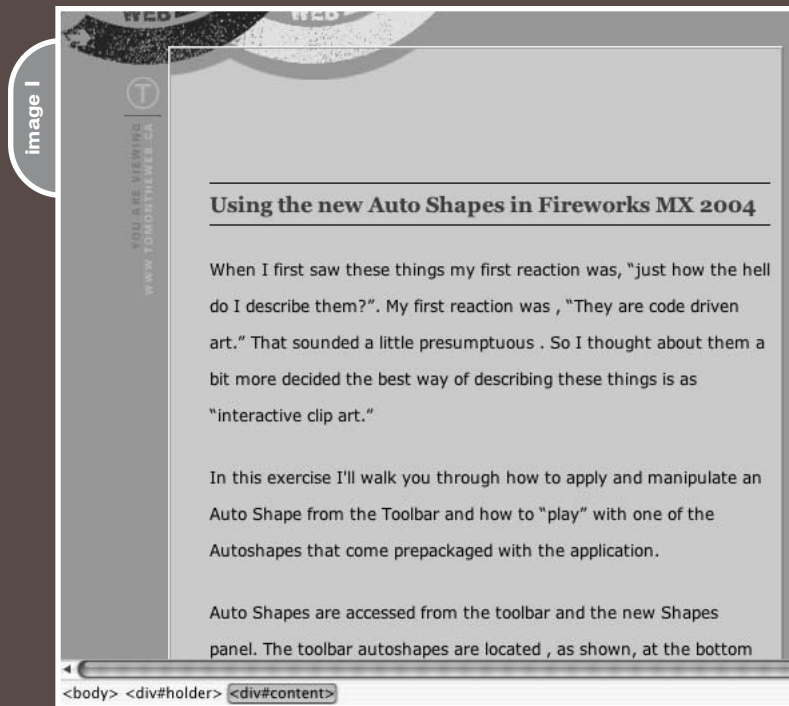 WEB
WEB
image I
T
YOU ARE VIEWING
WWW.TOMONTHEWEB.CA
Using the new Auto Shapes in Fireworks MX 2004
When I first saw these things my first reaction was, “just how the hell
do I describe them?”. My first reaction was , “They are code driven
art.” That sounded a little presumptuous . So I thought about them a
bit more decided the best way of describing these things is as
“interactive clip art.”
In this exercise I'll walk you through how to apply and manipulate an
Auto Shape from the Toolbar and how to “play” with one of the
Autoshapes that come prepackaged with the application.
Auto Shapes are accessed from the toolbar and the new Shapes
panel. The toolbar autoshapes are located , as shown, at the bottom
<body> <div#holder> <div#content>